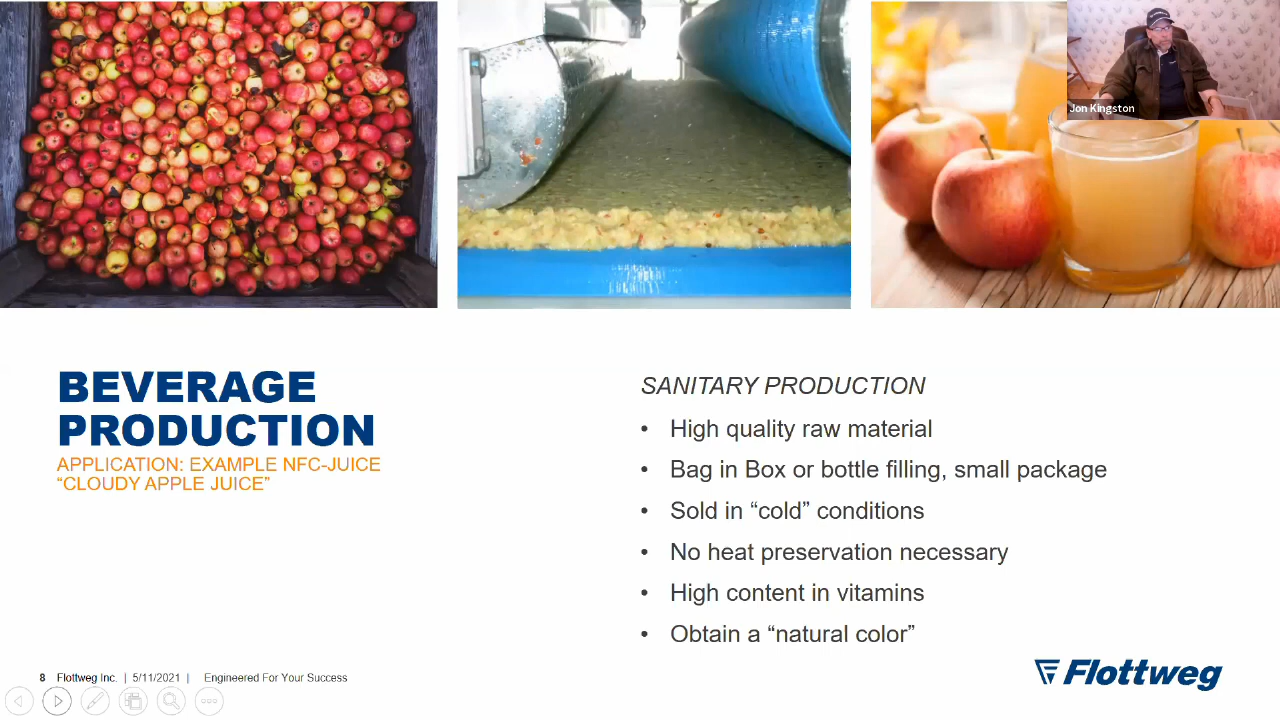 Jon Kingston
BEVERAGE
PRODUCTION
APPLICATION: EXAMPLE NFC-JUICE
“CLOUDY APPLE JUICE”
SANITARY PRODUCTION
• High quality raw material
• Bag in Box or bottle filling, small package
• Sold in “cold” conditions
• No heat preservation necessary
• High content in vitamins
• Obtain a “natural color”
8 Flottweg Inc. | 5/11/2021 | Engineered For Your Success
Flottweg